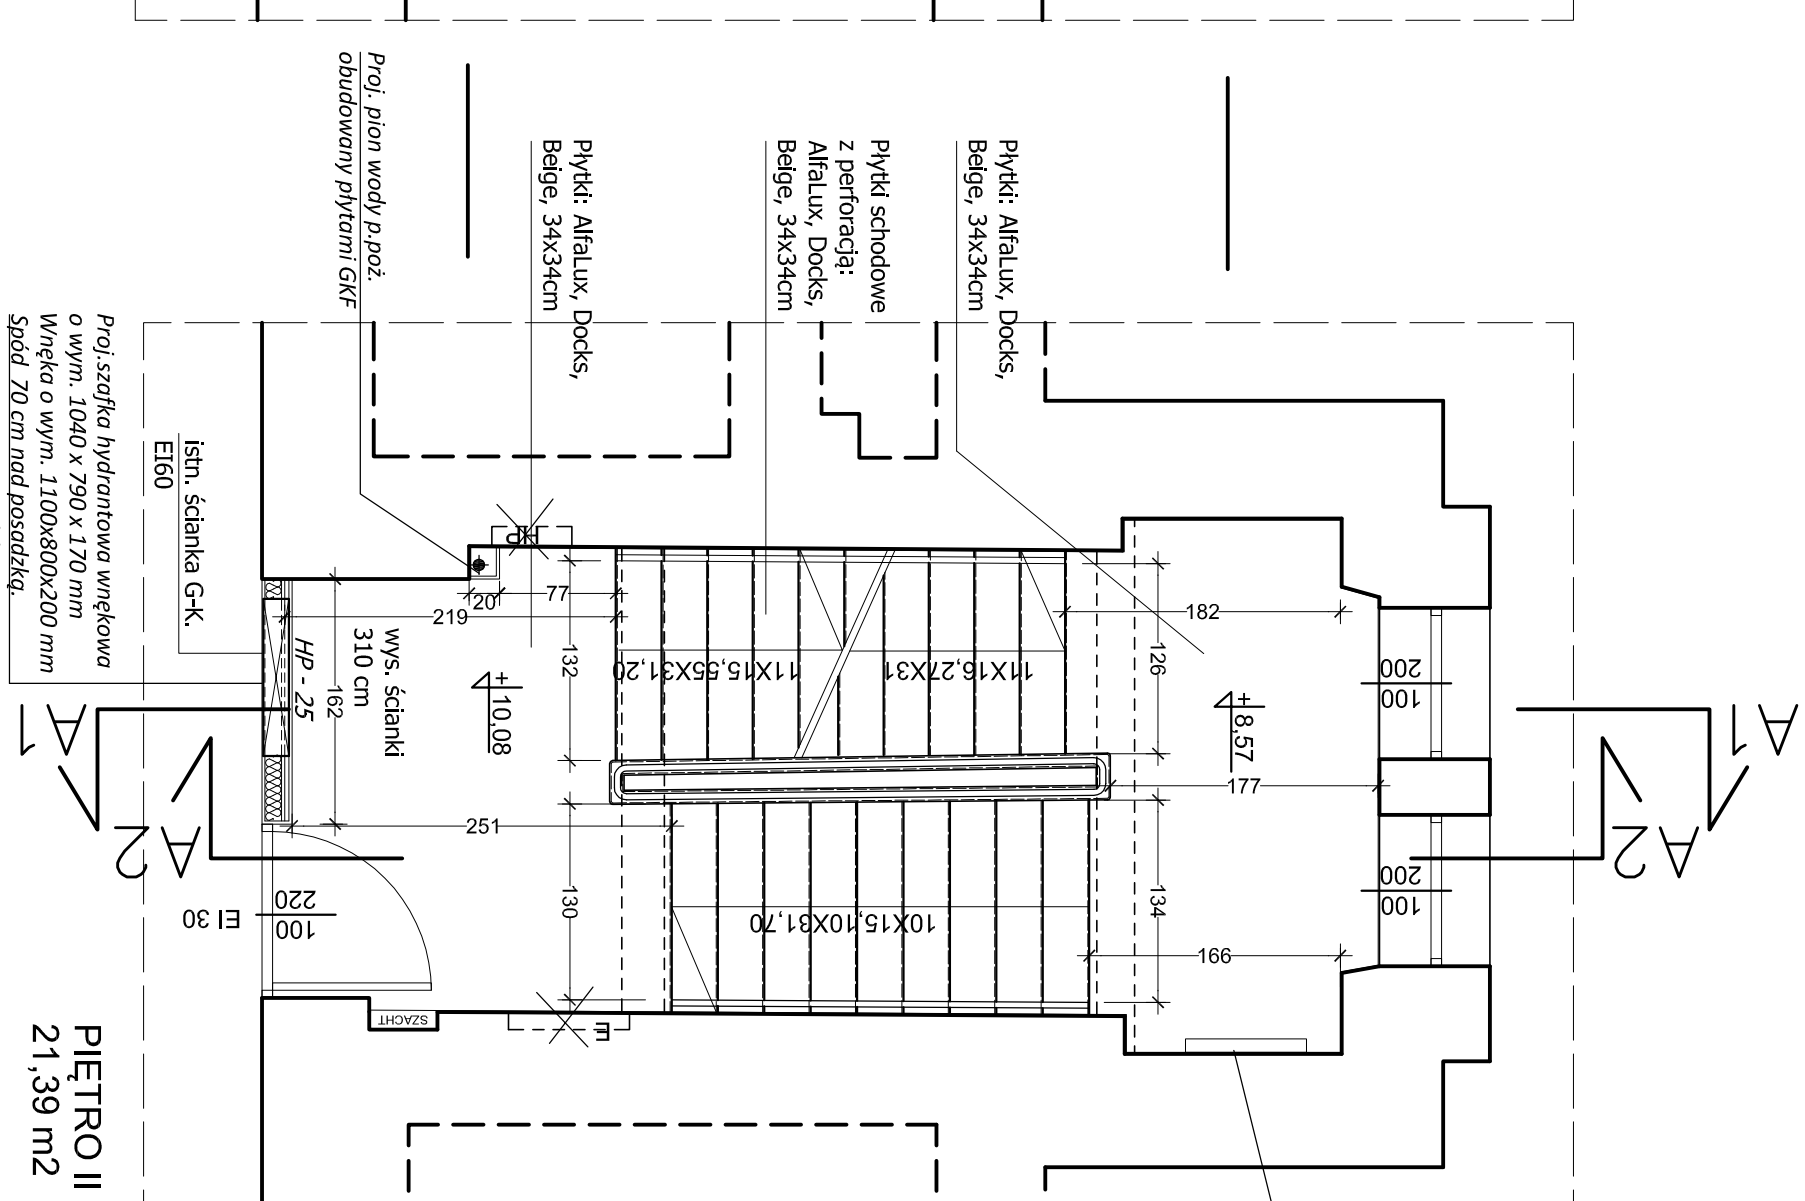 Proj. pion wody p.poż.
obudowany płytami GKF
Płytki: AlfaLux, Docks,
Beige, 34x34cm
Płytki schodowe
z perforacją:
AlfaLux, Docks,
Beige, 34x34cm
Płytki: AlfaLux, Docks,
Beige, 34x34cm
Proj.szafka hydrantowa wnękowa
o wym. 1040 x 790 x 170 mm
Wnęka o wym. 1100x800x200 mm
Spód 70 cm nad posadzką.
istn. ścianka G-K.
EI60
HP
20
77
219
132
11X15,55X31,20
11X16,27X31
182
126
200
100
wys. ścianki
310 cm
HP - 25
162
+10,08
+8,57
A1
A1
177
251
A2
A2
220
100
EI 30
130
10X15,10X31,70
134
166
200
100
SZACHT
E
PIĘTRO II
21,39 m2